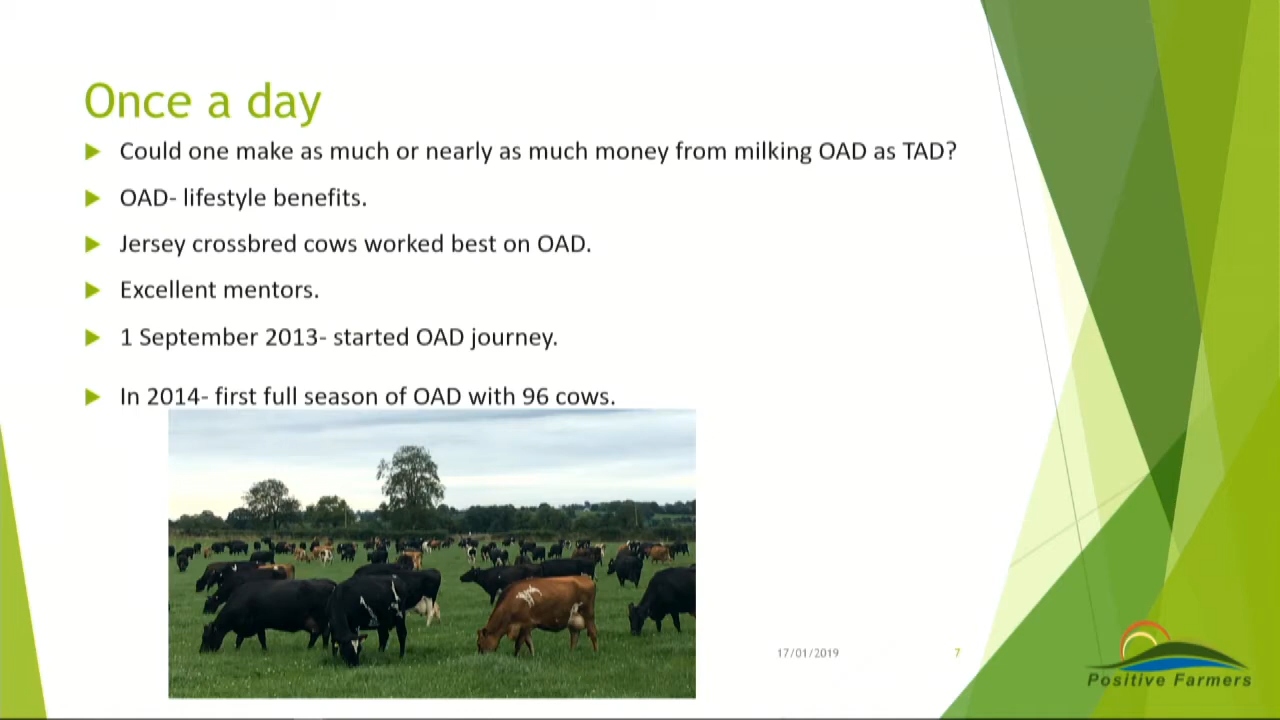 Once a day
Could one make as much or nearly as much money from milking OAD as TAD?
OAD- lifestyle benefits.
Jersey crossbred cows worked best on OAD.
Excellent mentors.
1 September 2013- started OAD journey.
In 2014- first full season of OAD with 96 cows.
17/01/2019
7
Positive Farmers